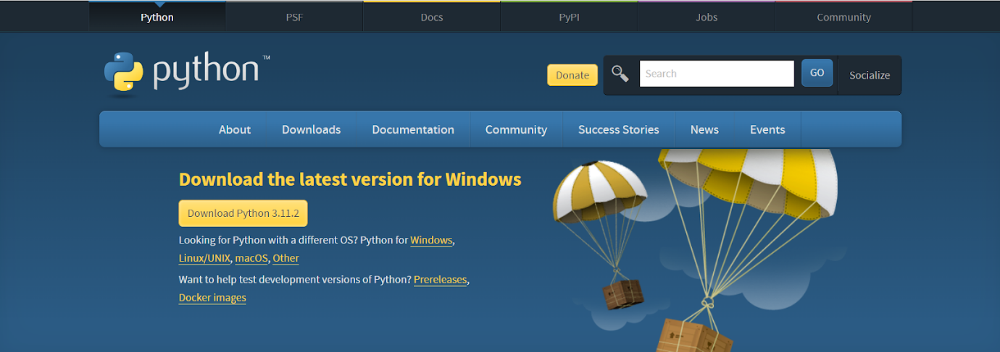 Python PSF Docs PyPI Jobs Community
python™
Donate Search GO Socialize
About Downloads Documentation Community Success Stories News Events
Download the latest version for Windows
Download Python 3.11.2
Looking for Python with a different OS? Python for Windows,
Linux/UNIX, macOS, Other
Want to help test development versions of Python? Prereleases,
Docker images